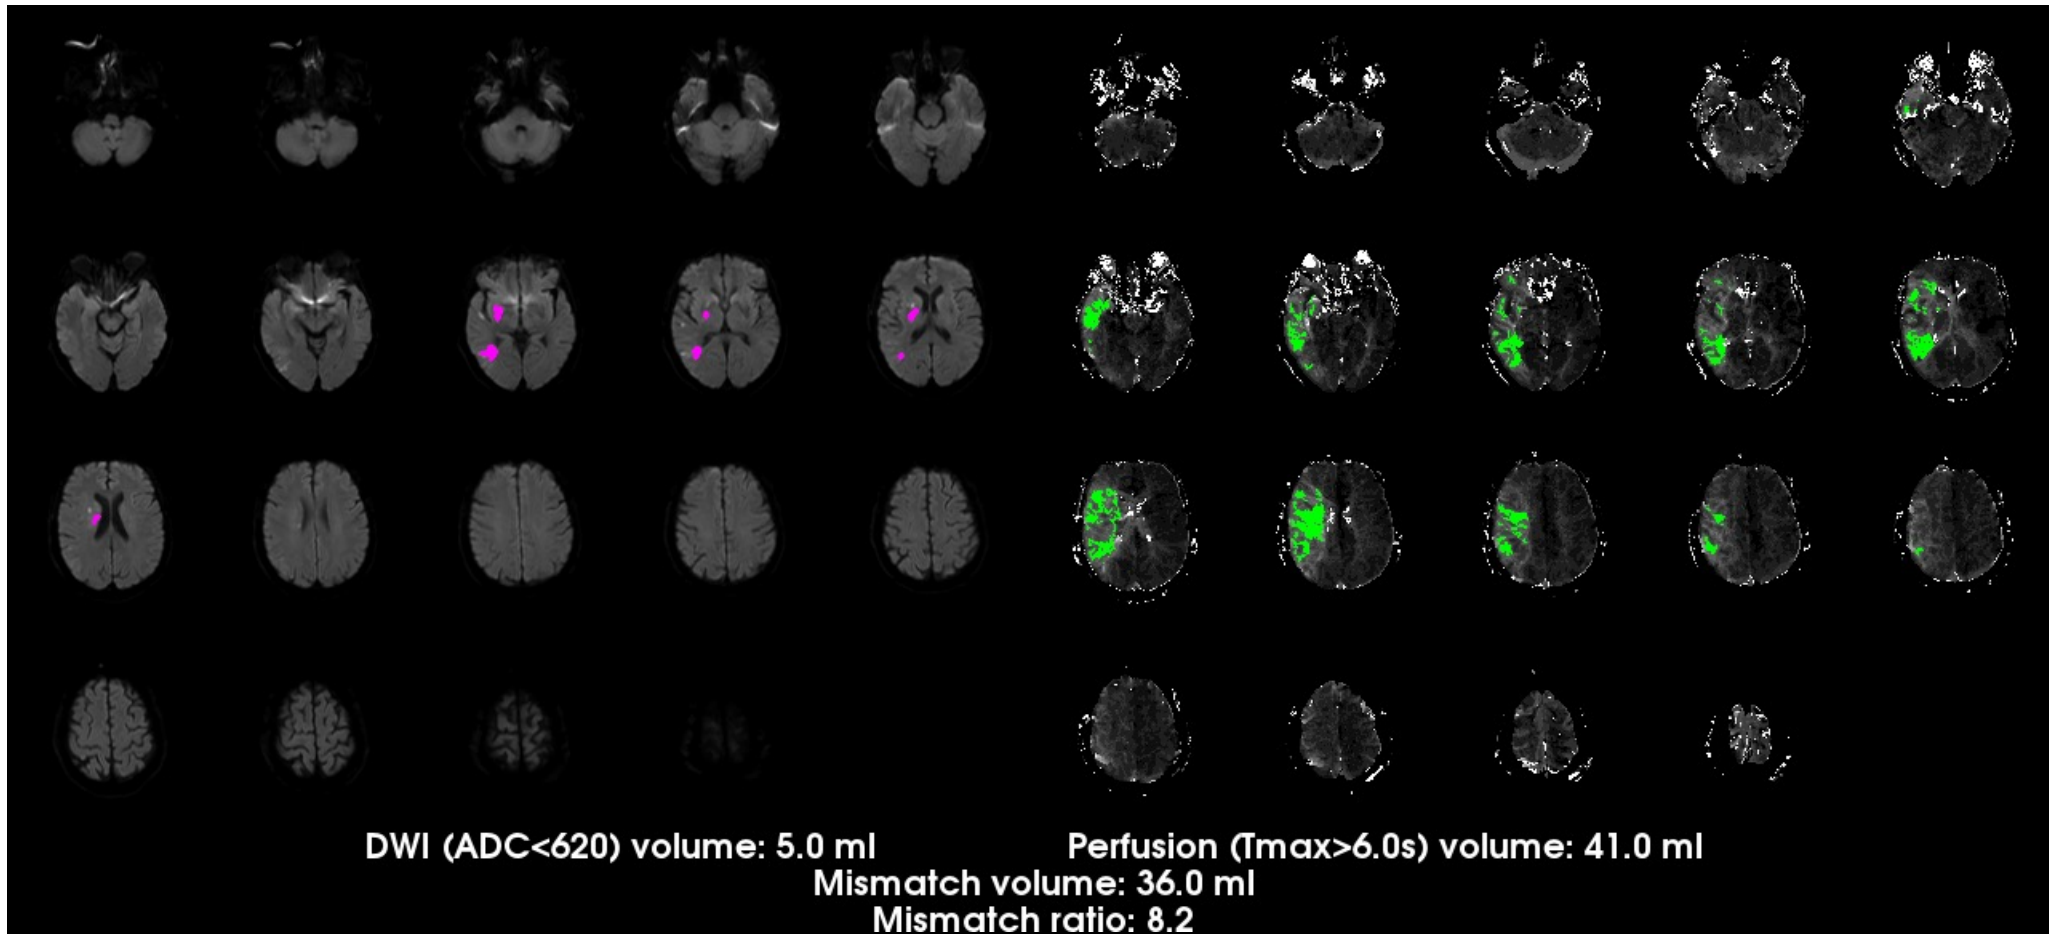 DWI (ADC<620) volume: 5.0 ml
Perfusion (Tmax>6.0s) volume: 41.0 ml
Mismatch volume: 36.0 ml
Mismatch ratio: 8.2